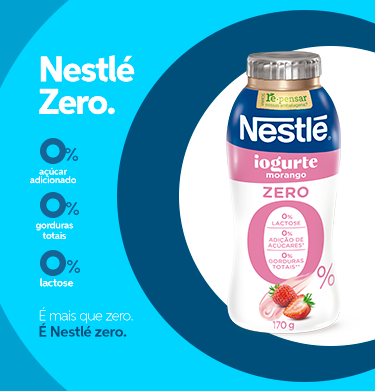 Nestlé
Zero.
0%
açúcar
adicionado
0%
gorduras
totais
0%
lactose
É mais que zero.
É Nestlé zero.
re-pensar
Nestlé
iogurte
morango
ZERO
0%
0%
LACTOSE
0%
ADIÇÃO DE
AÇÚCARES*
0%
GORDURAS
TOTAIS**
170 g